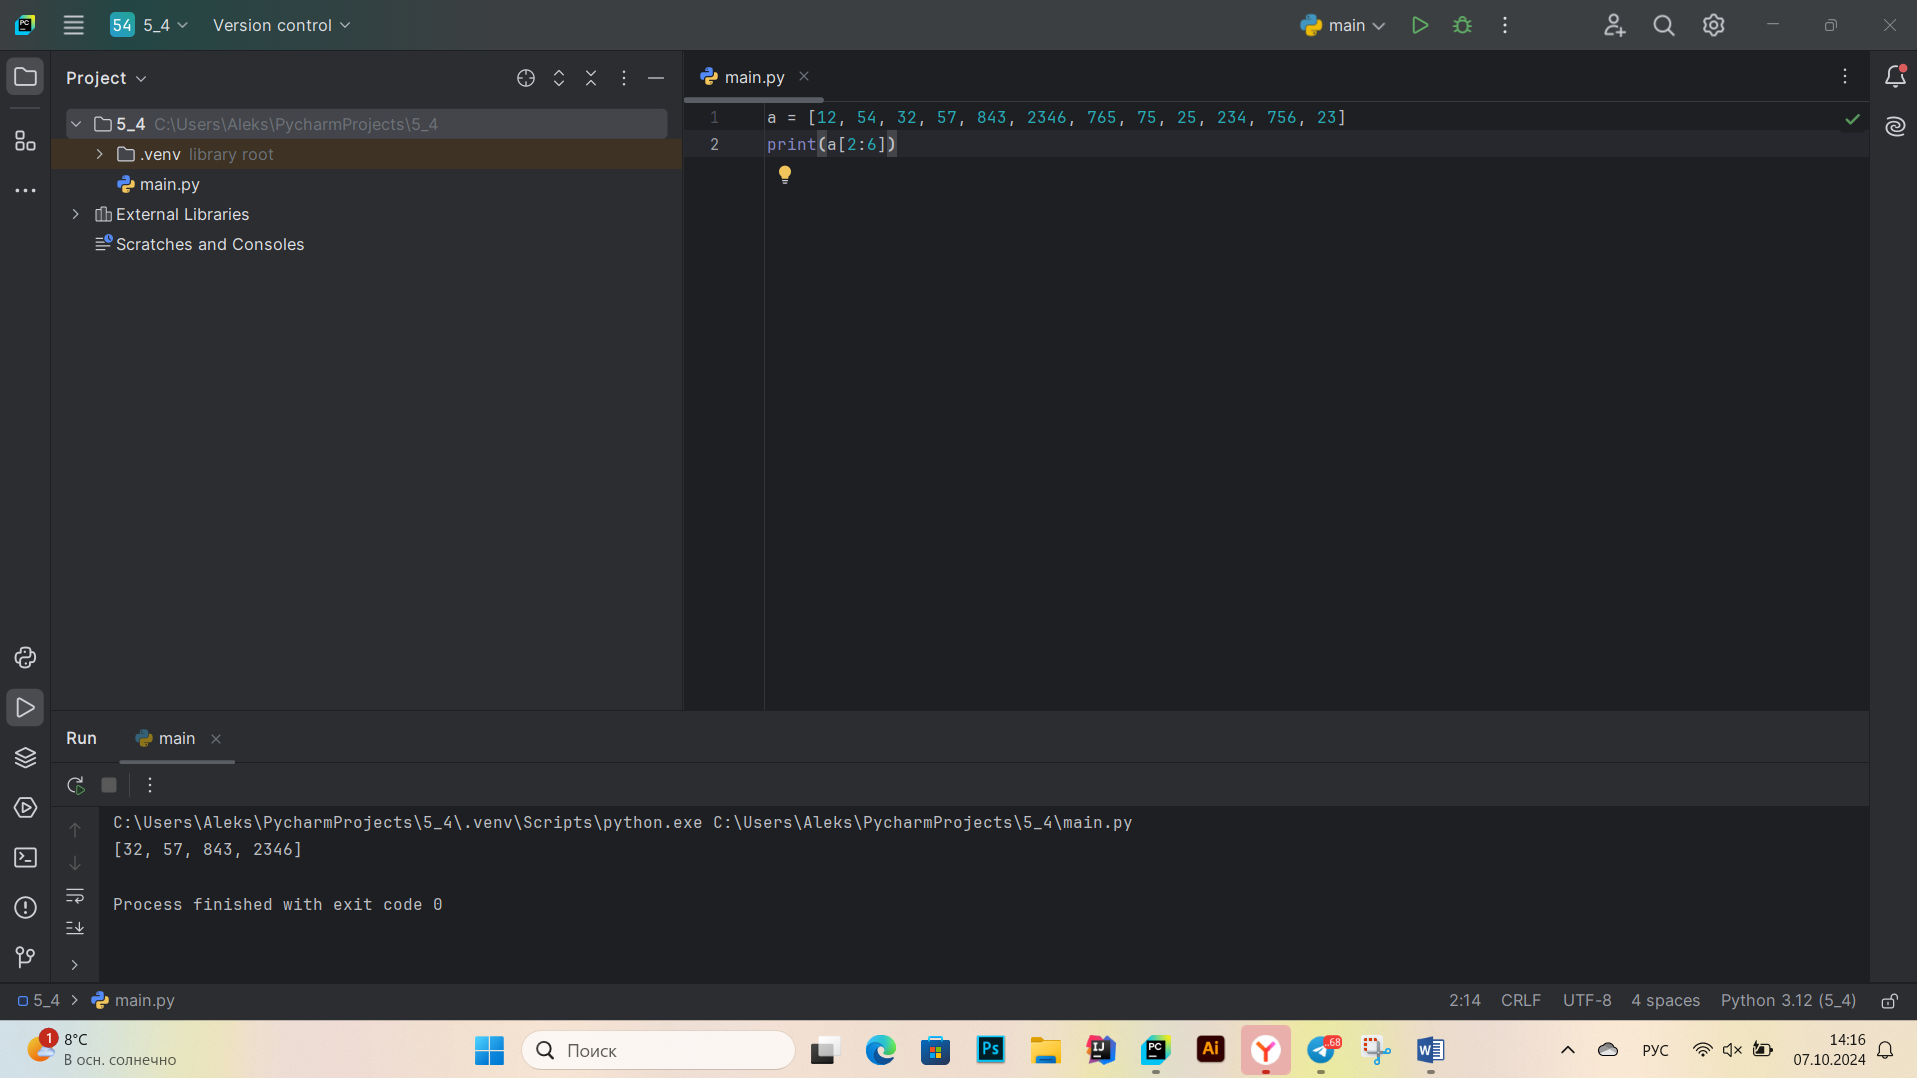 54 5_4 Version control main
Project
main.py
5_4 C:\Users\Aleks\PycharmProjects\5_4
.venv library root
main.py
External Libraries
Scratches and Consoles
1 a = [12, 54, 32, 57, 843, 2346, 765, 75, 25, 234, 756, 23]
2 print(a[2:6])
Run main
C:\Users\Aleks\PycharmProjects\5_4\.venv\Scripts\python.exe C:\Users\Aleks\PycharmProjects\5_4\main.py
[32, 57, 843, 2346]
Process finished with exit code 0
5_4 main.py 2:14 CRLF UTF-8 4 spaces Python 3.12 (5_4)
1 8°C
В осн. солнечно
Поиск
Ps
IJ
PC
Ai
Y
.68
W
РУС
14:16
07.10.2024